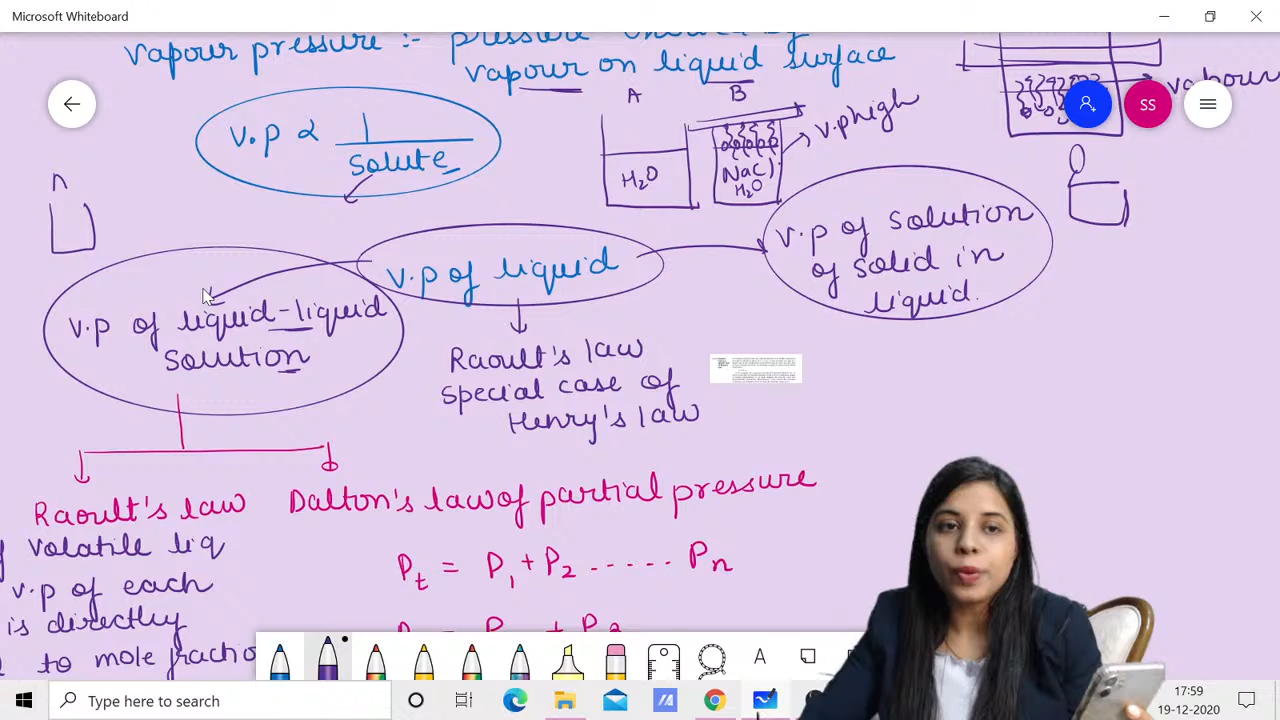 Microsoft Whiteboard
vapour pressure :- pressure by
vapour on liquid surface
vapour
A
B
v.p ∝ 1
solute
v.p high
H₂O
NaCl
H₂O
SS
v.p of solution
of solid in
liquid.
v.p of liquid
v.p of liquid-liquid
solution
Raoult's law
special case of
Henry's law
Raoult's law
Dalton's law of partial pressure
volatile liq
v.p of each
is directly
to mole fractio
Pt = P1 + P2 ...... Pn
A
Type here to search
17:59
19-12-2020